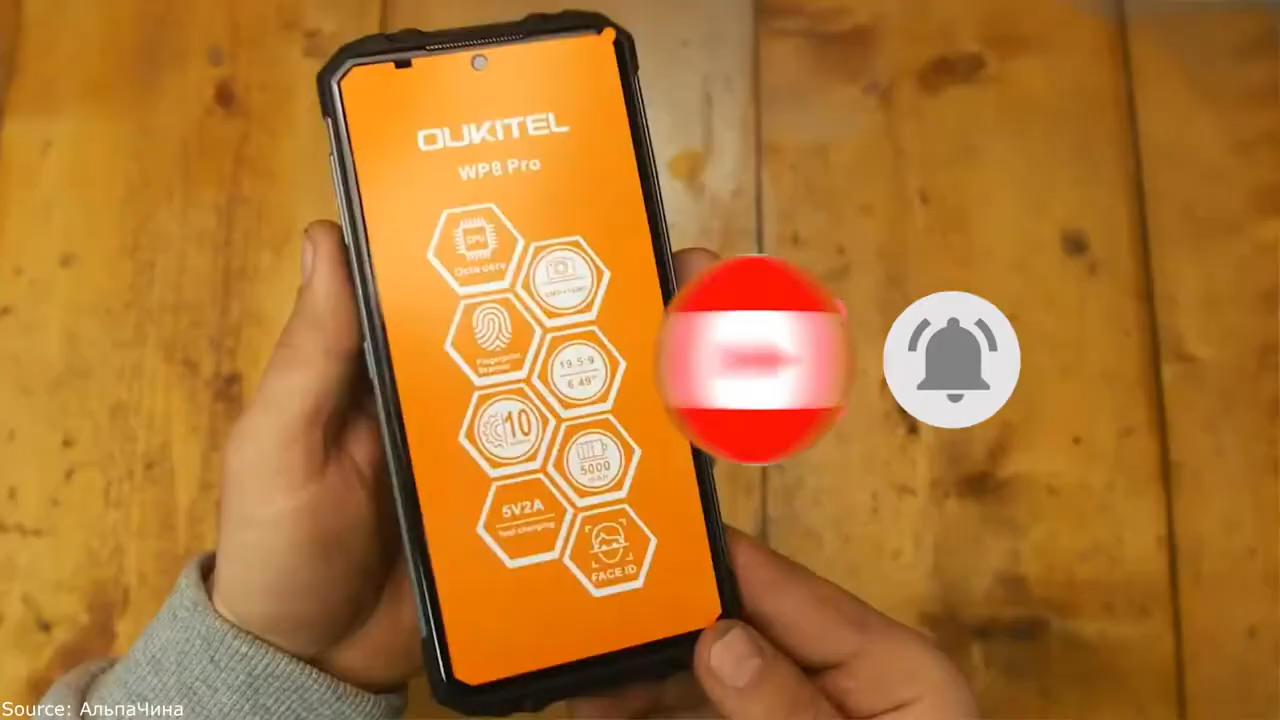 OUKITEL
WP8 Pro
CPU
Octa-core
Fingerprint
Scanner
19.5:9
6.49"
10
5000
mAh
5V2A
fast charging
FACE ID
Source: АльпаЧина